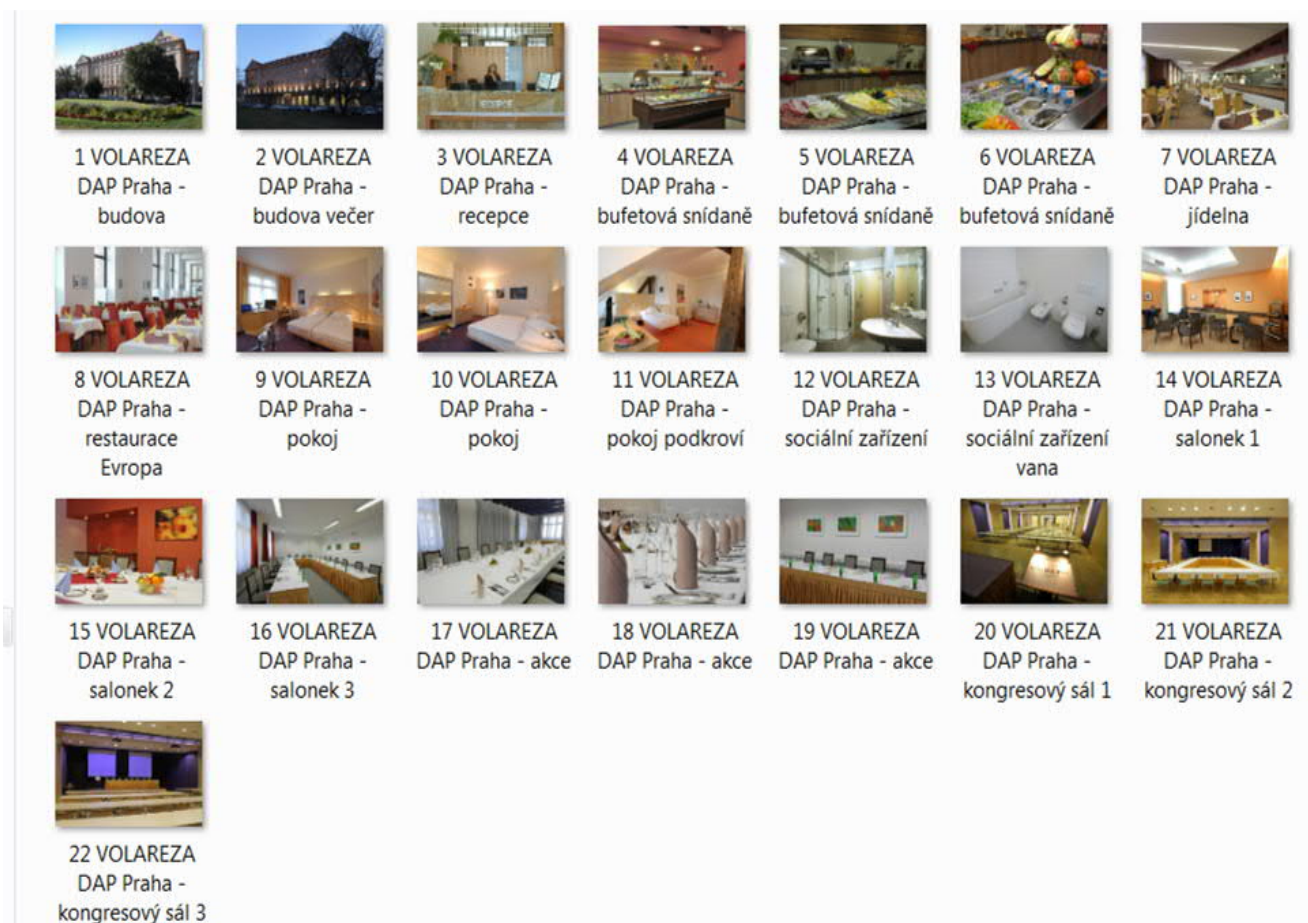 RECEPCE
1 VOLAREZA
DAP Praha -
budova
2 VOLAREZA
DAP Praha -
budova večer
3 VOLAREZA
DAP Praha -
recepce
4 VOLAREZA
DAP Praha -
bufetová snídaně
5 VOLAREZA
DAP Praha -
bufetová snídaně
6 VOLAREZA
DAP Praha -
bufetová snídaně
7 VOLAREZA
DAP Praha -
jídelna
8 VOLAREZA
DAP Praha -
restaurace
Evropa
9 VOLAREZA
DAP Praha -
pokoj
10 VOLAREZA
DAP Praha -
pokoj
11 VOLAREZA
DAP Praha -
pokoj podkroví
12 VOLAREZA
DAP Praha -
sociální zařízení
13 VOLAREZA
DAP Praha -
sociální zařízení
vana
14 VOLAREZA
DAP Praha -
salonek 1
15 VOLAREZA
DAP Praha -
salonek 2
16 VOLAREZA
DAP Praha -
salonek 3
17 VOLAREZA
DAP Praha - akce
18 VOLAREZA
DAP Praha - akce
19 VOLAREZA
DAP Praha - akce
20 VOLAREZA
DAP Praha -
kongresový sál 1
21 VOLAREZA
DAP Praha -
kongresový sál 2
22 VOLAREZA
DAP Praha -
kongresový sál 3